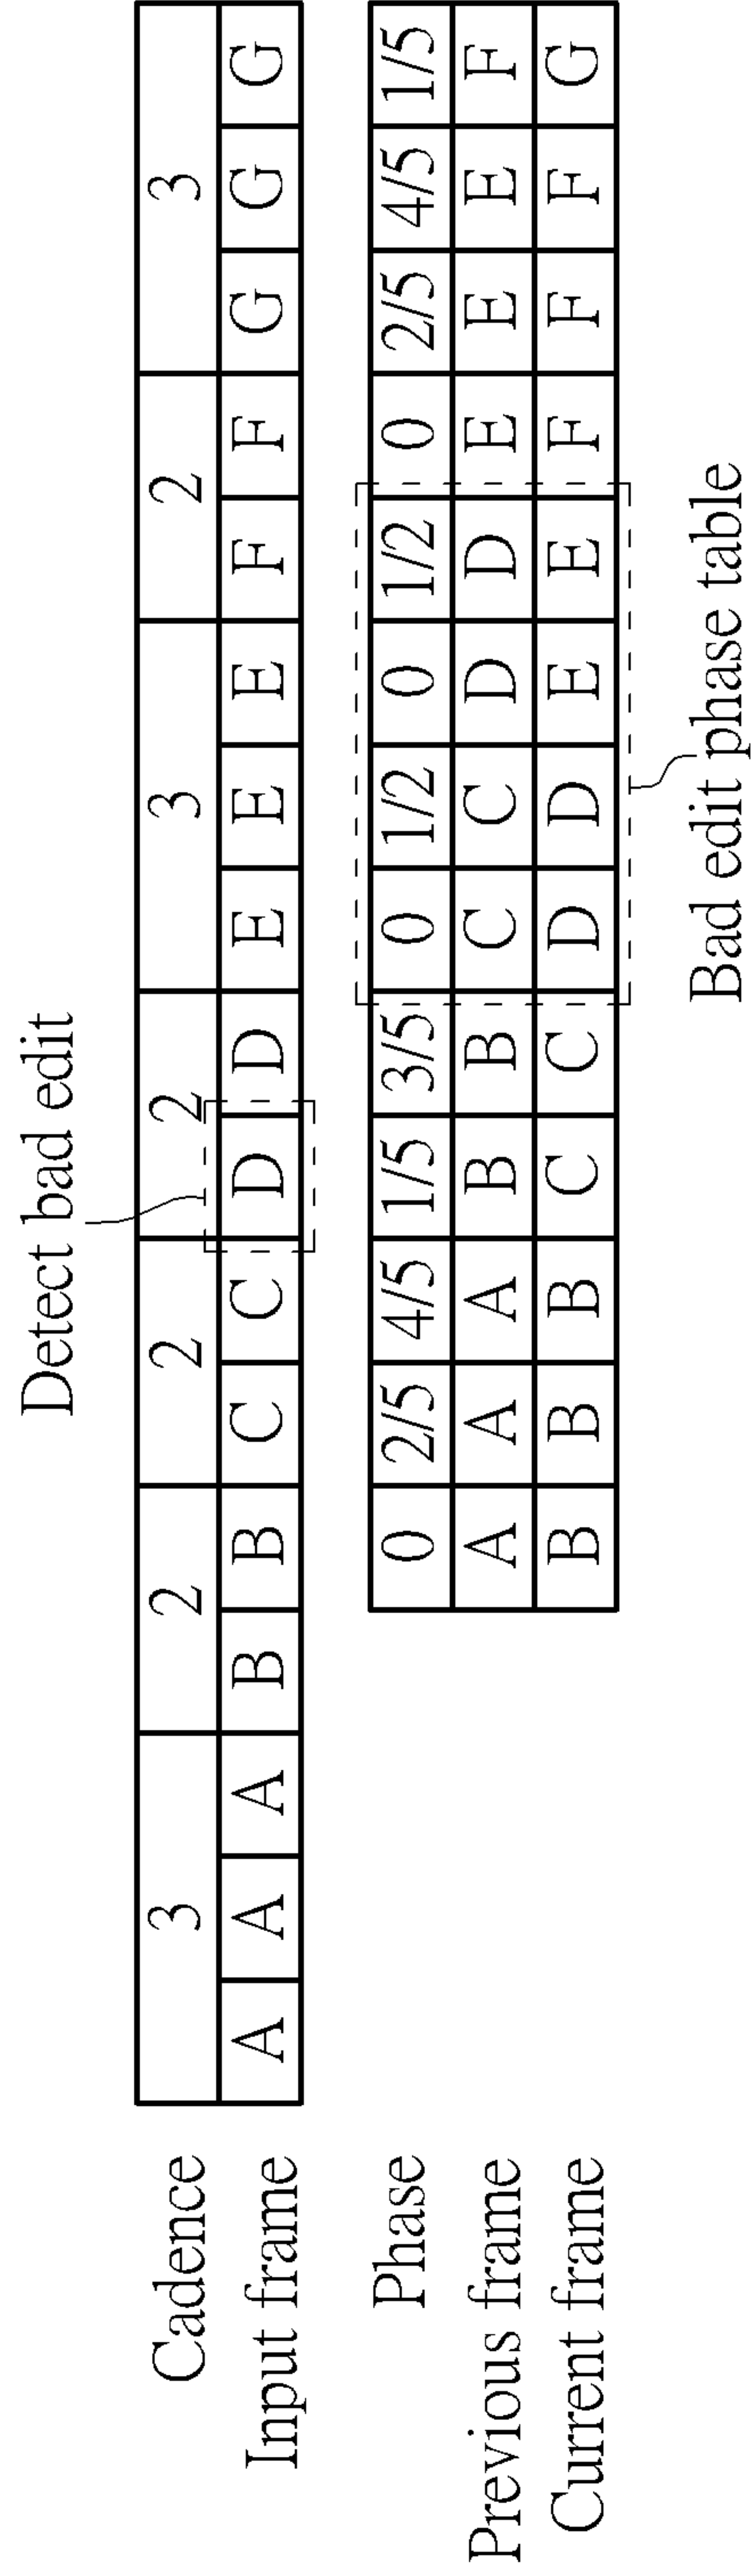 Detect bad edit
Cadence 3 2 2 2 3 2 3
Input frame A A A B B C C D D E E E F F G G G
Phase 0 2/5 4/5 1/5 3/5 0 1/2 0 1/2 0 2/5 4/5 1/5
Previous frame A A A B B C C D D E E E F
Current frame B B B C C D D E E F F F G
Bad edit phase table